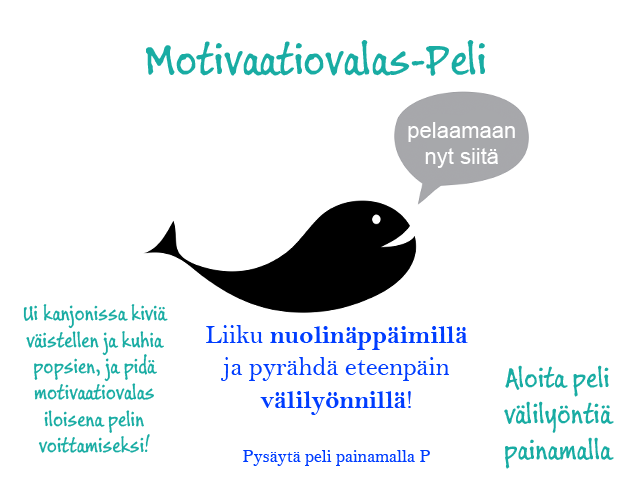 Motivaatiovalas-Peli
pelaamaan
nyt siitä
Ui kanjonissa kiviä
väistellen ja kuhia
popsien, ja pidä
motivaatiovalas
iloisena pelin
voittamiseksi!
Liiku nuolinäppäimillä
ja pyrähdä eteenpäin
välilyönnillä!
Pysäytä peli painamalla P
Aloita peli
välilyöntiä
painamalla